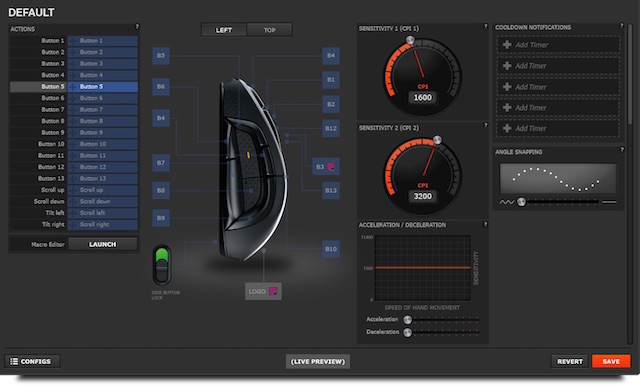 DEFAULT
ACTIONS ?
Button 1 Button 1
Button 2 Button 2
Button 3 Button 3
Button 4 Button 4
Button 5 Button 5
Button 6 Button 6
Button 7 Button 7
Button 8 Button 8
Button 9 Button 9
Button 10 Button 10
Button 11 Button 11
Button 12 Button 12
Button 13 Button 13
Scroll up Scroll up
Scroll down Scroll down
Tilt left Tilt left
Tilt right Tilt right
Macro Editor LAUNCH
LEFT TOP
B5 B4
B6 B1
B2
B4 B12
B7 B3
B8 B13
B9
B10
SIDE BUTTON
LOCK
LOGO
SENSITIVITY 1 (CPI 1) ?
CPI
1600
SENSITIVITY 2 (CPI 2) ?
CPI
3200
ACCELERATION / DECELERATION ?
1600
SENSITIVITY
SPEED OF HAND MOVEMENT
Acceleration
Deceleration
COOLDOWN NOTIFICATIONS ?
Add Timer
Add Timer
Add Timer
Add Timer
Add Timer
ANGLE SNAPPING ?
CONFIGS (LIVE PREVIEW) REVERT SAVE